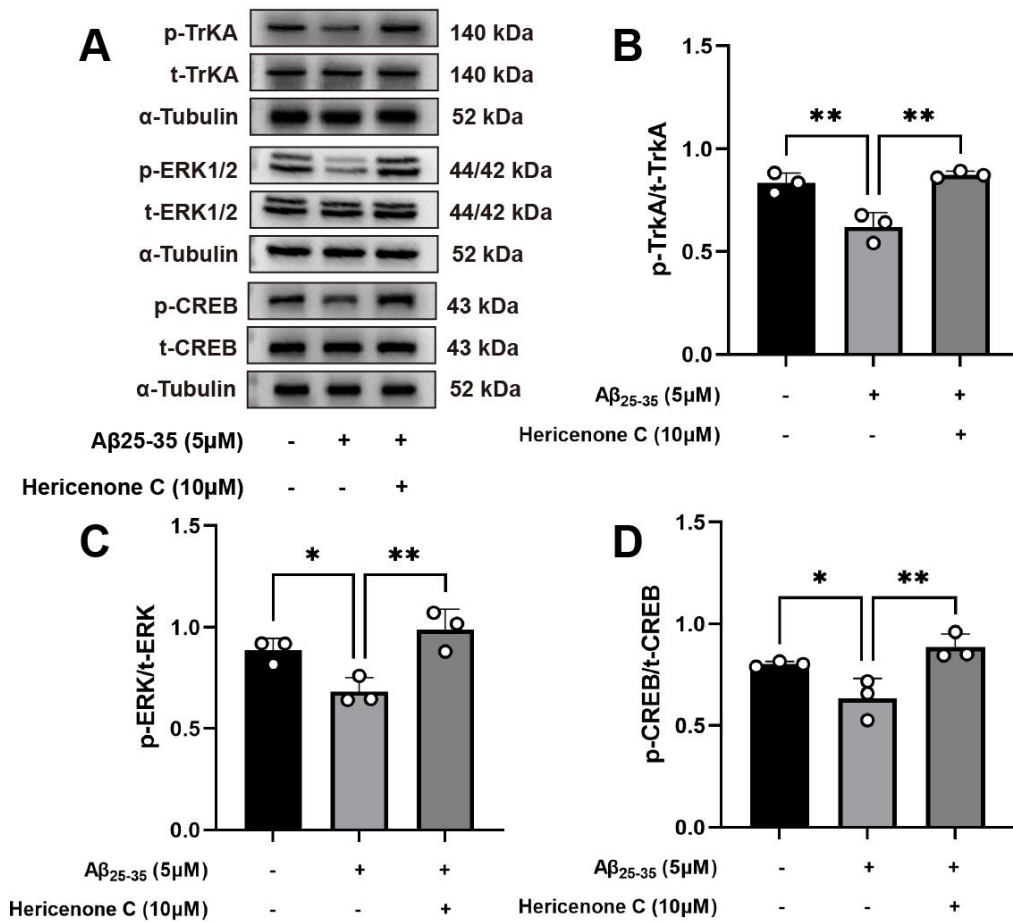 A
p-TrKA 140 kDa
t-TrKA 140 kDa
α-Tubulin 52 kDa
p-ERK1/2 44/42 kDa
t-ERK1/2 44/42 kDa
α-Tubulin 52 kDa
p-CREB 43 kDa
t-CREB 43 kDa
α-Tubulin 52 kDa
Aβ25-35 (5μM) - + +
Hericenone C (10μM) - - +
B
p-TrkA/t-TrkA
1.5
1.0
0.5
0.0
** **
Aβ25-35 (5μM) - + +
Hericenone C (10μM) - - +
C
p-ERK/t-ERK
1.5
1.0
0.5
0.0
* **
Aβ25-35 (5μM) - + +
Hericenone C (10μM) - - +
D
p-CREB/t-CREB
1.5
1.0
0.5
0.0
* **
Aβ25-35 (5μM) - + +
Hericenone C (10μM) - - +